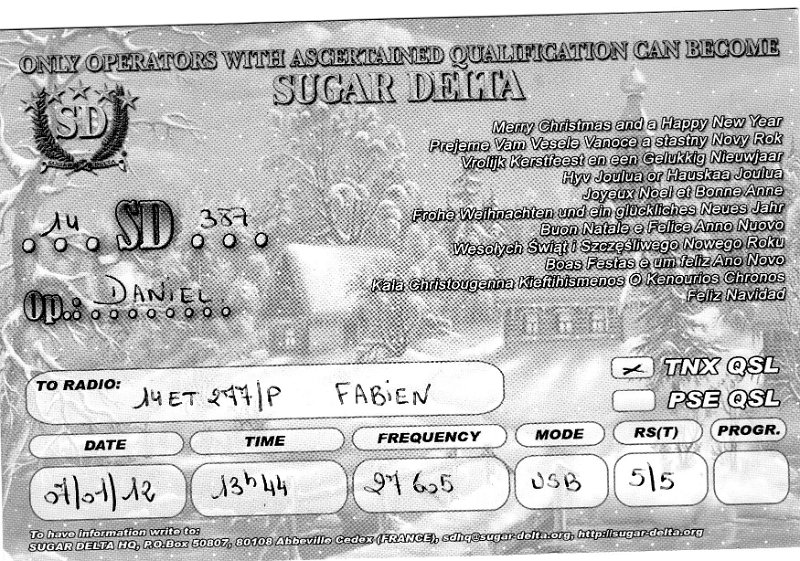 ONLY OPERATORS WITH ASCERTAINED QUALIFICATION CAN BECOME
SUGAR DELTA
SD
Merry Christmas and a Happy New Year
Prejeme Vam Vesele Vanoce a stastny Novy Rok
Vrolijk Kerstfeest en een Gelukkig Nieuwjaar
Hyv Joulua or Hauskaa Joulua
Joyeux Noel et Bonne Anne
Frohe Weihnachten und ein glückliches Neues Jahr
Buon Natale e Felice Anno Nuovo
Wesołych Świąt i Szczęśliwego Nowego Roku
Boas Festas e um feliz Ano Novo
Kala Christougenna Kieftihismenos O Kenourios Chronos
Feliz Navidad
14 SD 387
Op.: DANIEL
TO RADIO: 14 ET 277/P FABIEN
TNX QSL
PSE QSL
DATE TIME FREQUENCY MODE RS(T) PROGR.
07/01/12 13h44 27 605 USB 5/5
To have information write to:
SUGAR DELTA HQ, P.O.Box 50807, 80108 Abbeville Cedex (FRANCE), sdhq@sugar-delta.org, http://sugar-delta.org